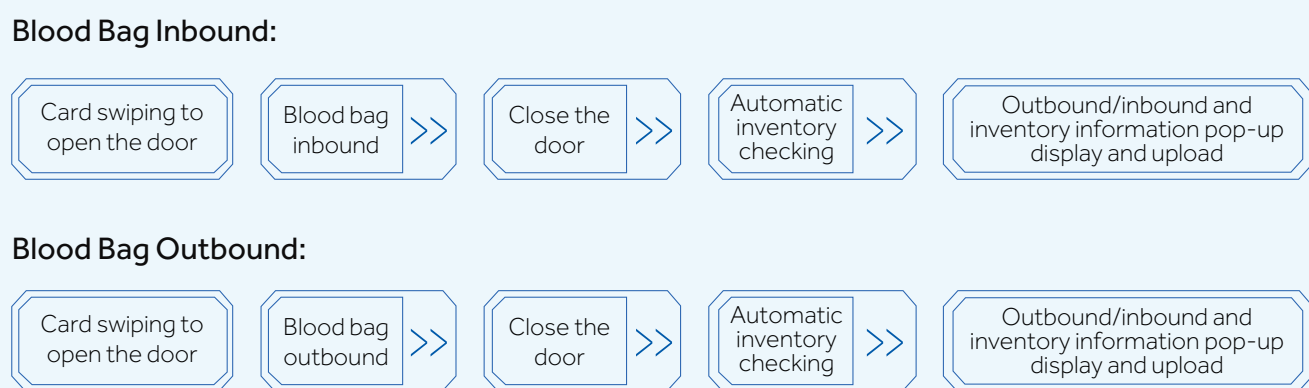 Blood Bag Inbound:
Card swiping to
open the door
Blood bag
inbound
Close the
door
Automatic
inventory
checking
Outbound/inbound and
inventory information pop-up
display and upload
Blood Bag Outbound:
Card swiping to
open the door
Blood bag
outbound
Close the
door
Automatic
inventory
checking
Outbound/inbound and
inventory information pop-up
display and upload